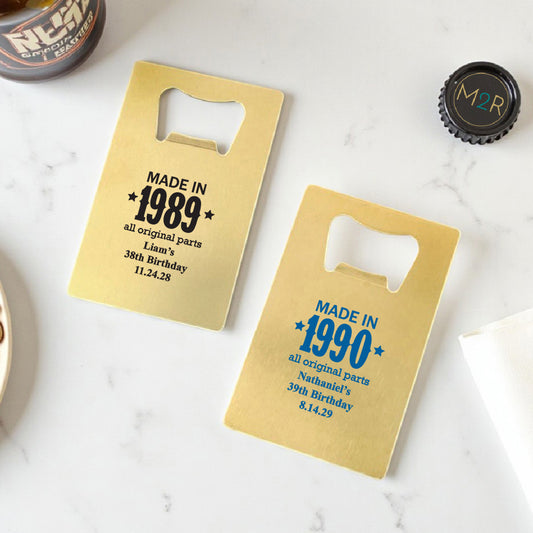 MADE IN
1989
all original parts
Liam's
38th Birthday
11.24.28
M2R
MADE IN
1990
all original parts
Nathaniel's
39th Birthday
8.14.29